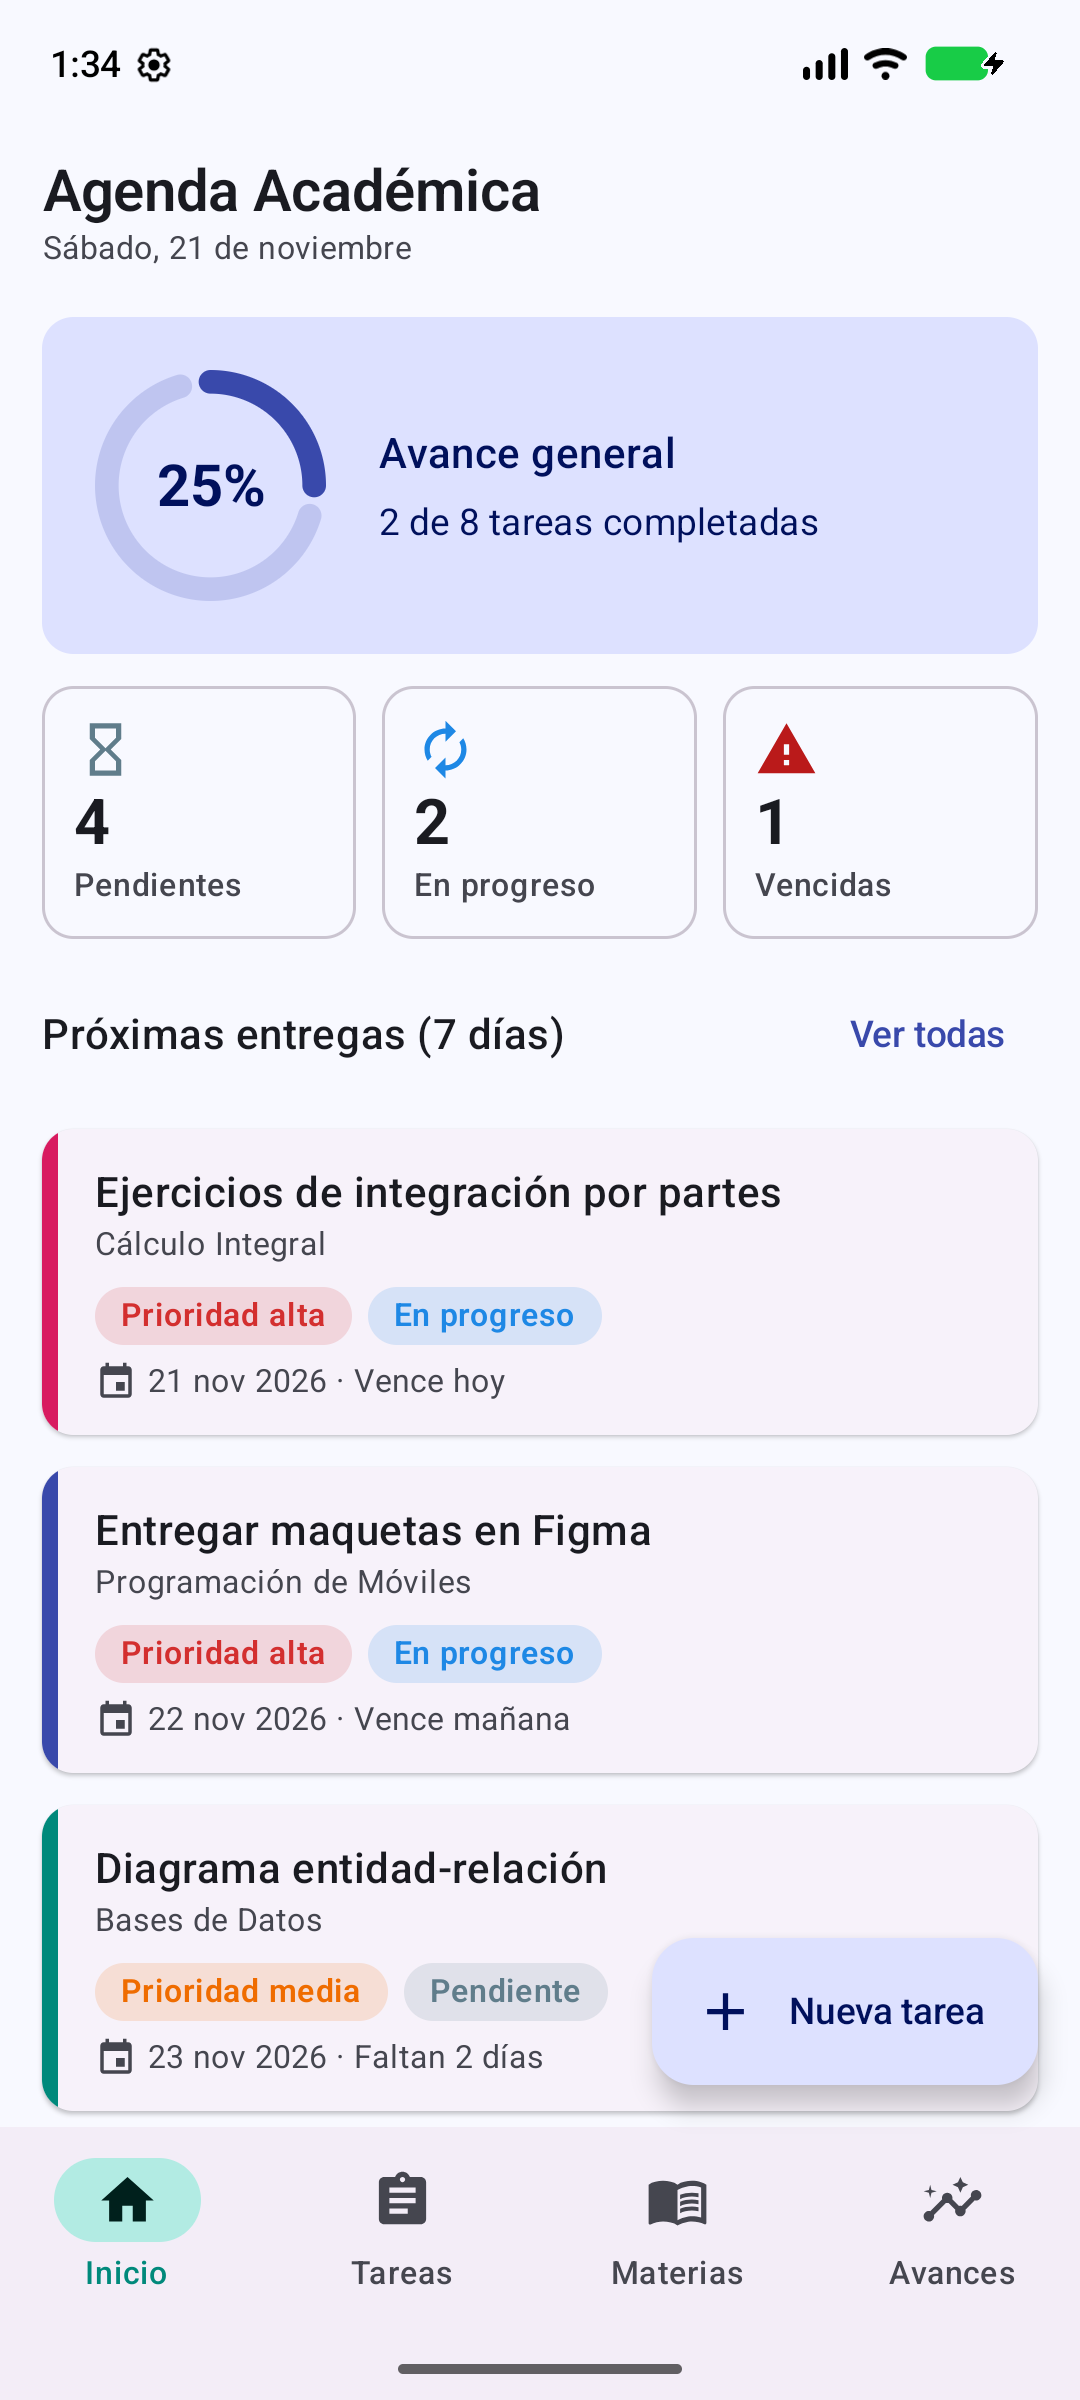 1:34
Agenda Académica
Sábado, 21 de noviembre
25%
Avance general
2 de 8 tareas completadas
4
Pendientes
2
En progreso
1
Vencidas
Próximas entregas (7 días)
Ver todas
Ejercicios de integración por partes
Cálculo Integral
Prioridad alta
En progreso
21 nov 2026 · Vence hoy
Entregar maquetas en Figma
Programación de Móviles
Prioridad alta
En progreso
22 nov 2026 · Vence mañana
Diagrama entidad-relación
Bases de Datos
Prioridad media
Pendiente
23 nov 2026 · Faltan 2 días
Nueva tarea
Inicio
Tareas
Materias
Avances